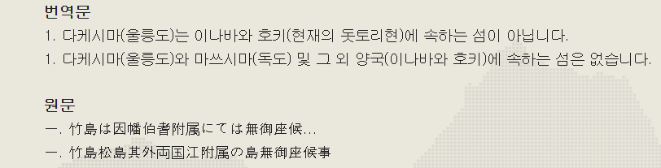 번역문
1. 다케시마(울릉도)는 이나바와 호키(현재의 돗토리현)에 속하는 섬이 아닙니다.
1. 다케시마(울릉도)와 마쓰시마(독도) 및 그 외 양국(이나바와 호키)에 속하는 섬은 없습니다.
원문
一. 竹島は因幡伯耆附属にては無御座候...
一. 竹島松島其外両国江附属の島無御座候事